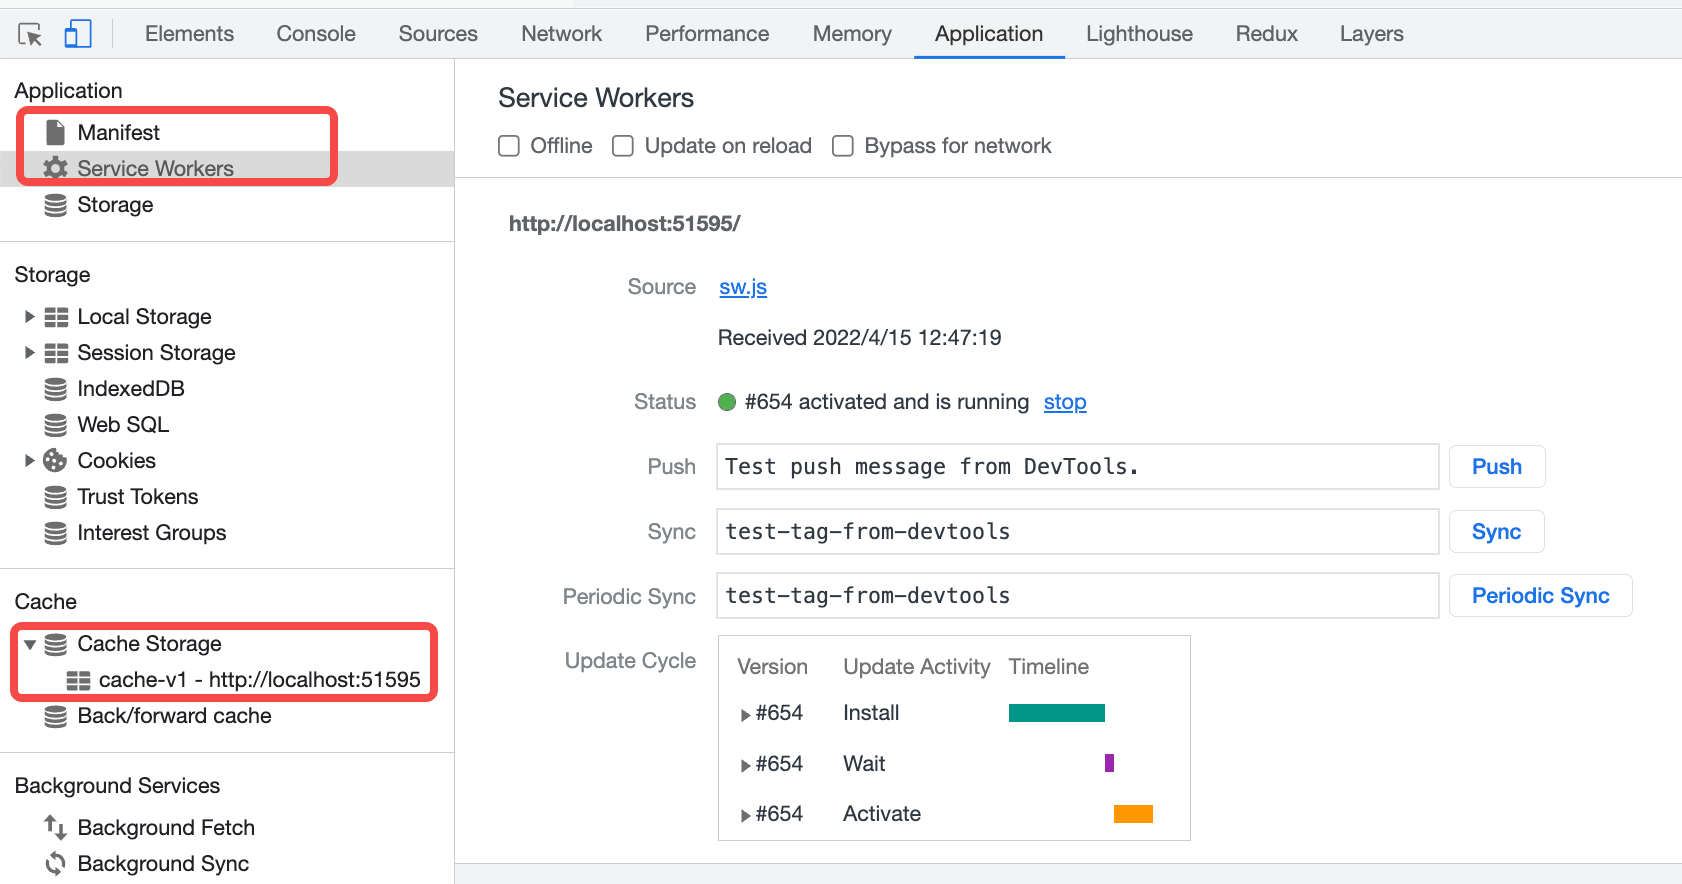 Elements Console Sources Network Performance Memory Application Lighthouse Redux Layers
Application
Manifest
Service Workers
Storage
Storage
Local Storage
Session Storage
IndexedDB
Web SQL
Cookies
Trust Tokens
Interest Groups
Cache
Cache Storage
cache-v1 - http://localhost:51595
Back/forward cache
Background Services
Background Fetch
Background Sync
Service Workers
Offline Update on reload Bypass for network
http://localhost:51595/
Source sw.js
Received 2022/4/15 12:47:19
Status #654 activated and is running stop
Push Test push message from DevTools. Push
Sync test-tag-from-devtools Sync
Periodic Sync test-tag-from-devtools Periodic Sync
Update Cycle Version Update Activity Timeline
#654 Install
#654 Wait
#654 Activate